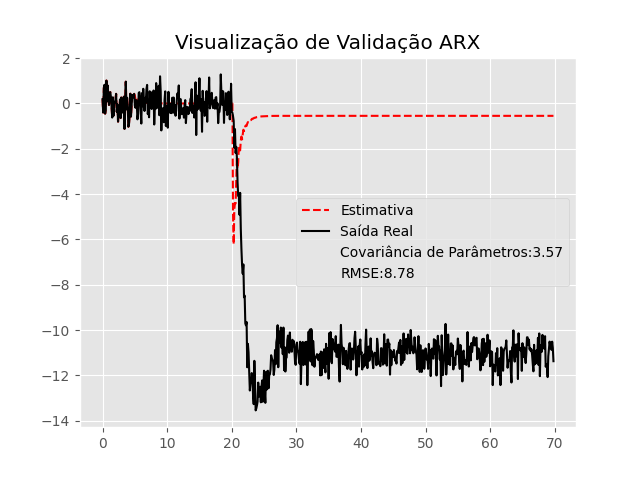 Visualização de Validação ARX
2
0
−2
−4
−6
−8
−10
−12
−14
Estimativa
Saída Real
Covariância de Parâmetros:3.57
RMSE:8.78
0 10 20 30 40 50 60 70